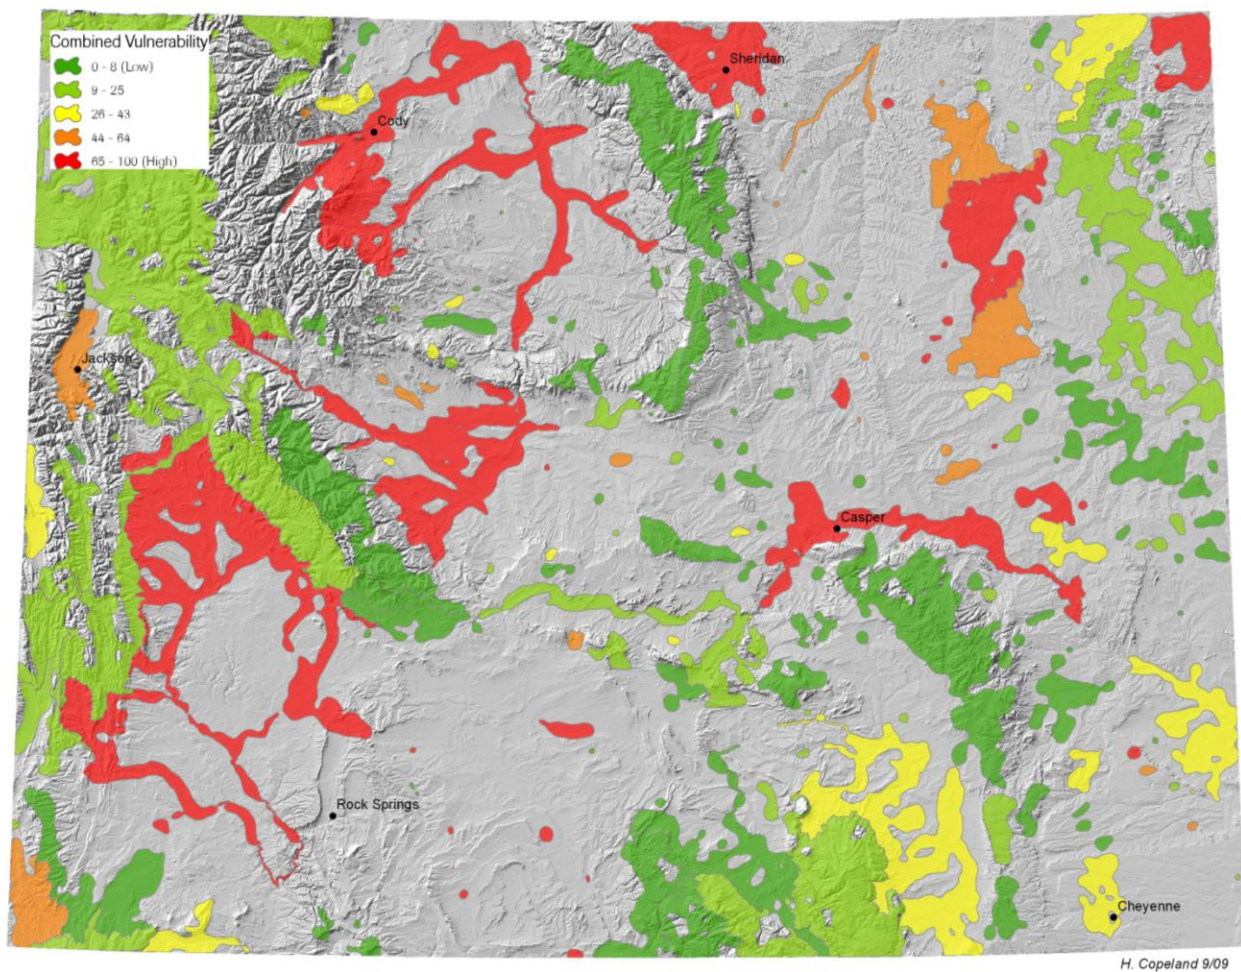 Combined Vulnerability
0 - 8 (Low)
9 - 25
26 - 43
44 - 64
65 - 100 (High)
Sheridan
Cody
Jackson
Casper
Rock Springs
Cheyenne
H. Copeland 9/09